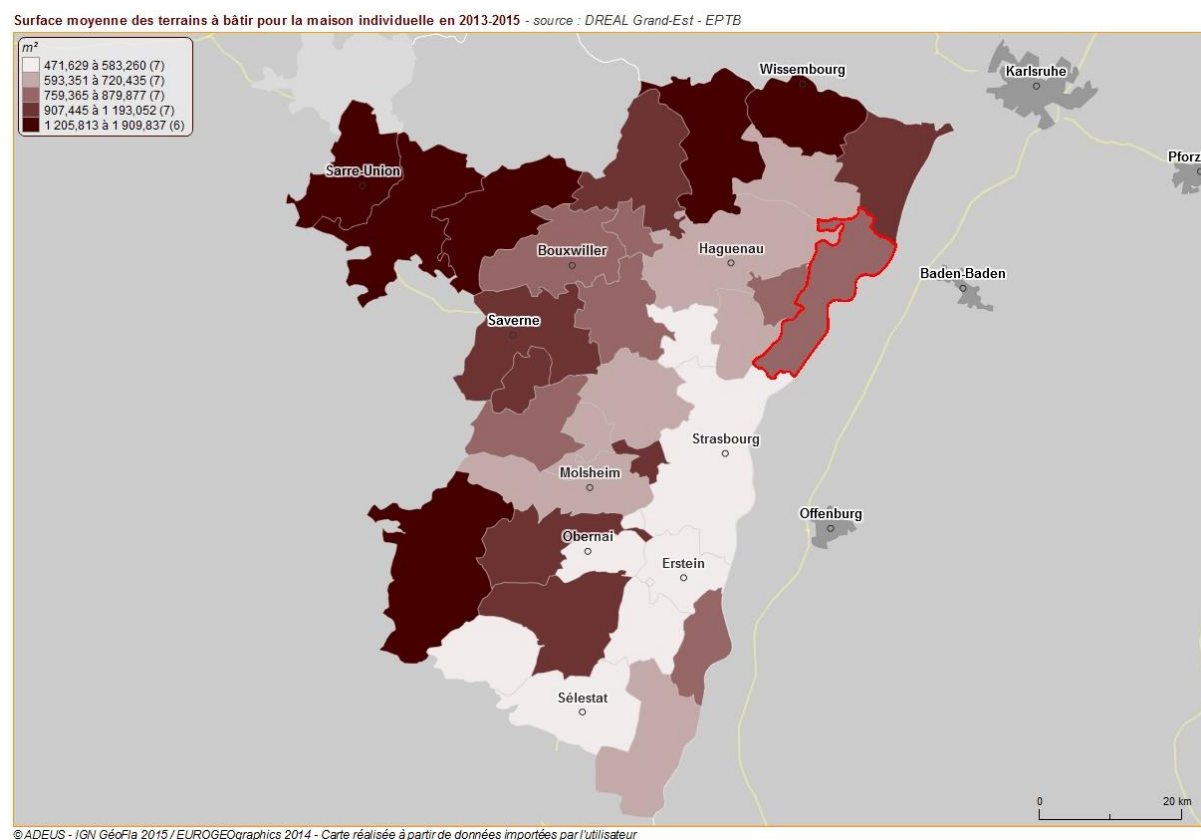 Surface moyenne des terrains à bâtir pour la maison individuelle en 2013-2015 - source : DREAL Grand-Est - EPTB
m²
471,629 à 583,260 (7)
593,351 à 720,435 (7)
759,365 à 879,877 (7)
907,445 à 1 193,052 (7)
1 205,813 à 1 909,837 (6)
Wissembourg
Karlsruhe
Pforz
Sarre-Union
Bouxwiller
Haguenau
Baden-Baden
Saverne
Strasbourg
Molsheim
Offenburg
Obernai
Erstein
Sélestat
0 20 km
© ADEUS - IGN GéoFla 2015 / EUROGEOgraphics 2014 - Carte réalisée à partir de données importées par l'utilisateur